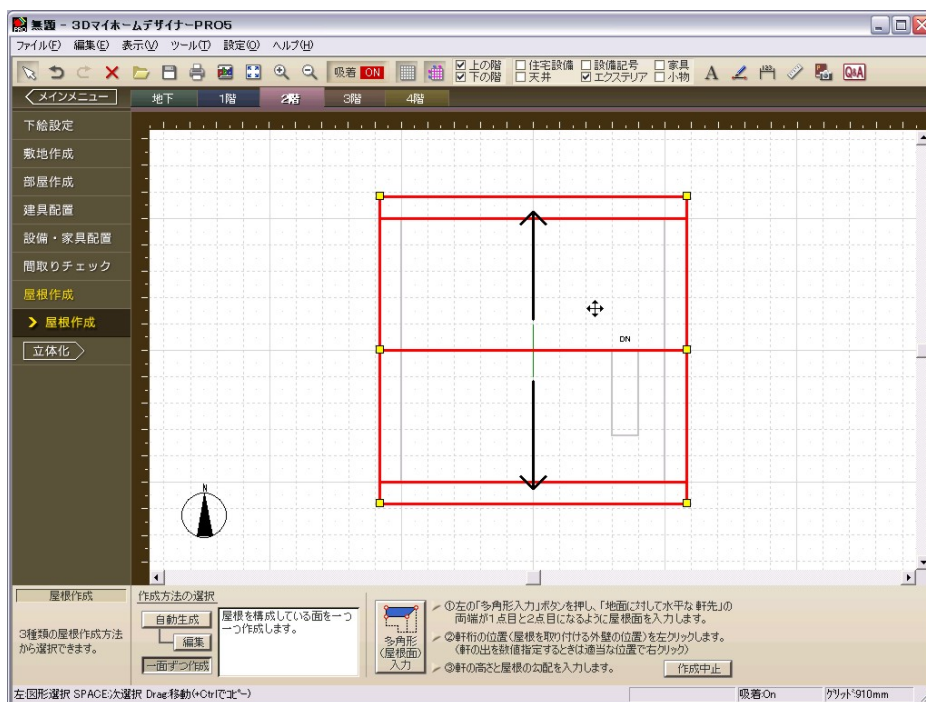 無題 - 3DマイホームデザイナーPRO5
ファイル(F) 編集(E) 表示(V) ツール(T) 設定(O) ヘルプ(H)
吸着 ON
上の階 住宅設備 設備記号 家具
下の階 天井 エクステリア 小物
A
Q&A
メインメニュー
地下 1階 2階 3階 4階
下絵設定
敷地作成
部屋作成
建具配置
設備・家具配置
間取りチェック
屋根作成
屋根作成
立体化
DN
N
屋根作成
3種類の屋根作成方法
から選択できます。
作成方法の選択
自動生成
編集
一面ずつ作成
屋根を構成している面を一つ
一つ作成します。
多角形
(屋根面)
入力
①左の「多角形入力」ボタンを押し、「地面に対して水平な軒先」の
両端が1点目と2点目になるように屋根面を入力します。
②軒桁の位置(屋根を取り付ける外壁の位置)を左クリックします。
(軒の出を数値指定するときは適当な位置で右クリック)
③軒の高さと屋根の勾配を入力します。
作成中止
左:図形選択 SPACE:次選択 Drag:移動(+Ctrlでコピー)
吸着:On
グリッド:910mm